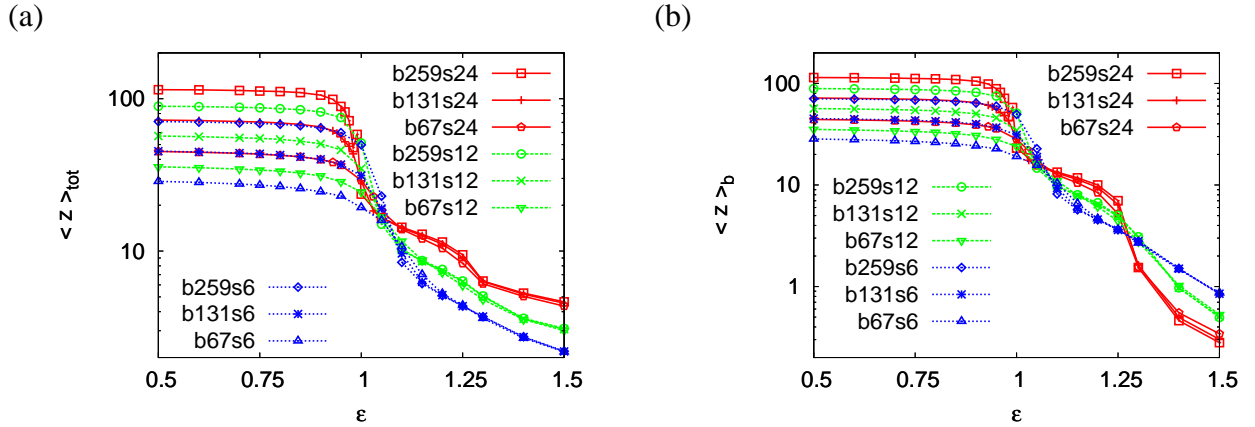 (a)
(b)
< z >tot
100
10
b259s24
b131s24
b67s24
b259s12
b131s12
b67s12
b259s6
b131s6
b67s6
0.5 0.75 1 1.25 1.5
ε
< z >b
100
10
1
b259s24
b131s24
b67s24
b259s12
b131s12
b67s12
b259s6
b131s6
b67s6
0.5 0.75 1 1.25 1.5
ε